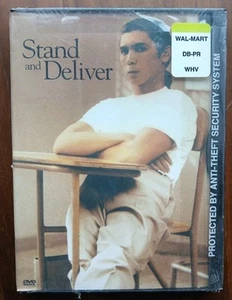 Stand
and Deliver
WAL-MART
DB-PR
WHV
PROTECTED BY ANTI-THEFT SECURITY SYSTEM
DVD